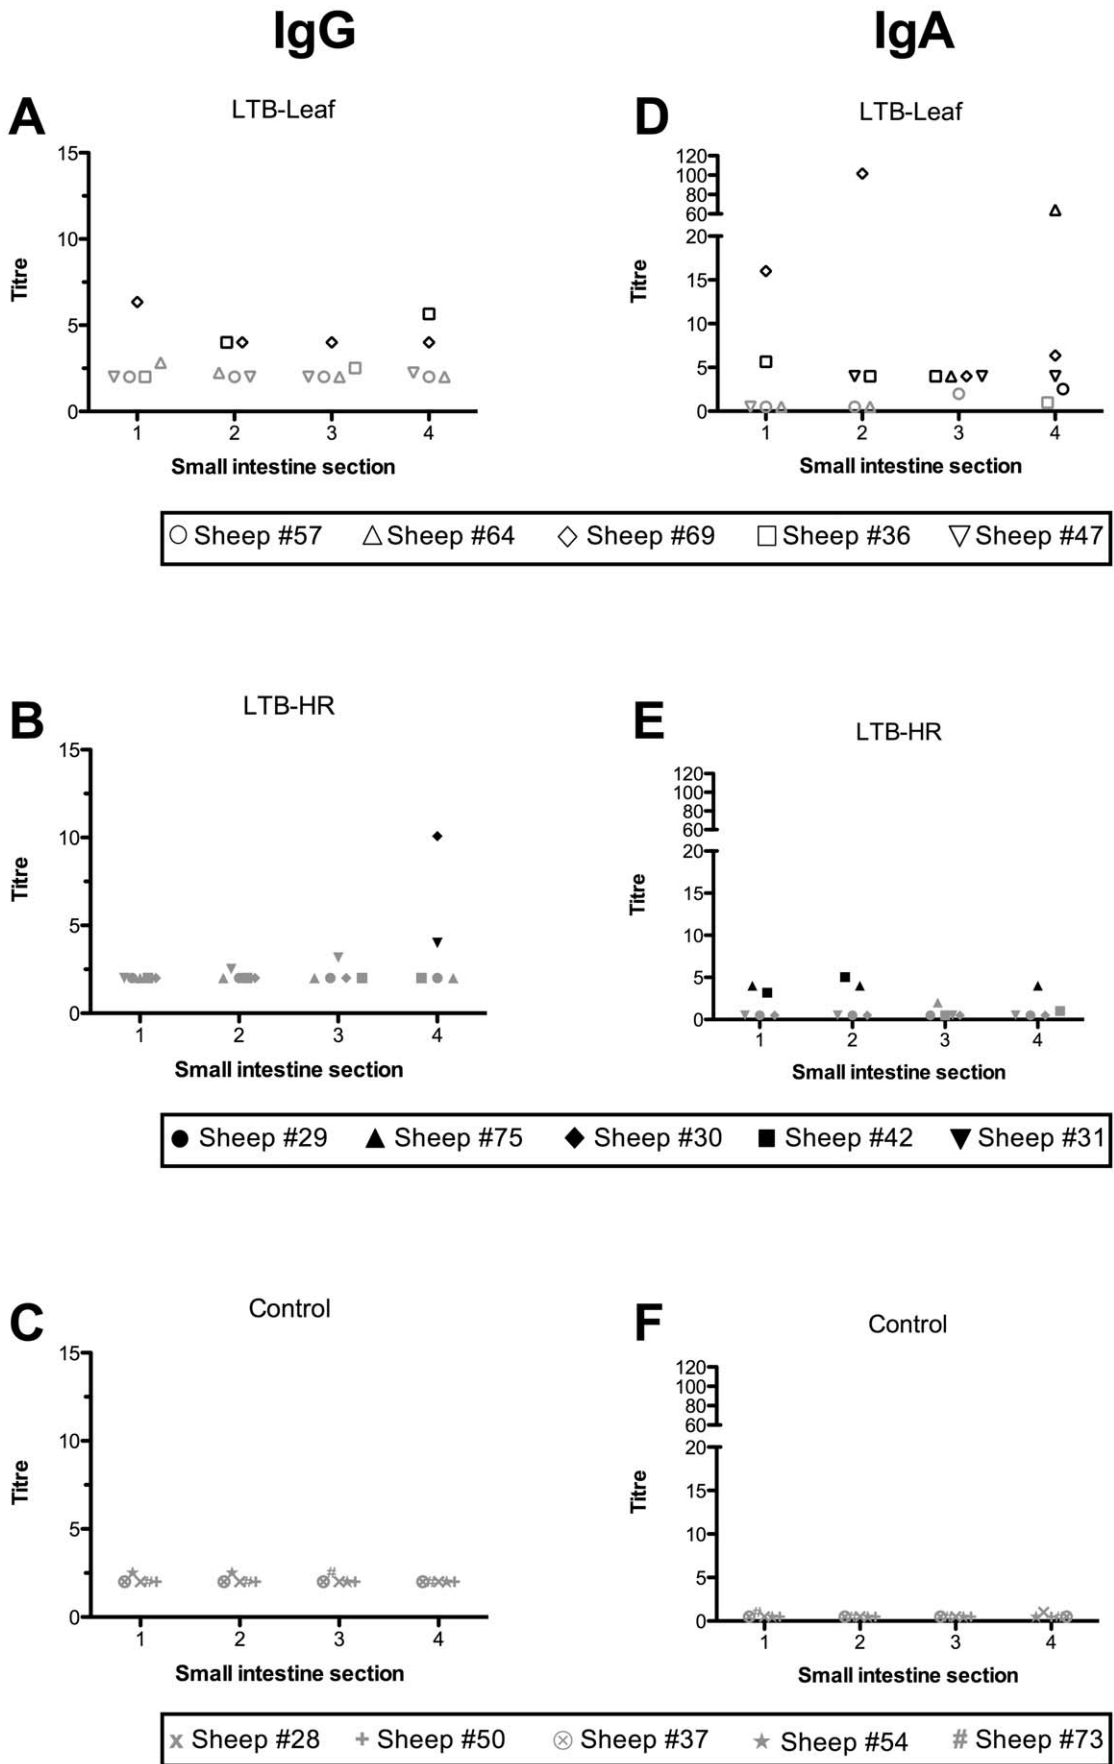 IgG
IgA
A
LTB-Leaf
15
10
5
0
Titre
1 2 3 4
Small intestine section
D
LTB-Leaf
120
100
80
60
20
15
10
5
0
Titre
1 2 3 4
Small intestine section
Sheep #57 Sheep #64 Sheep #69 Sheep #36 Sheep #47
B
LTB-HR
15
10
5
0
Titre
1 2 3 4
Small intestine section
E
LTB-HR
120
100
80
60
20
15
10
5
0
Titre
1 2 3 4
Small intestine section
Sheep #29 Sheep #75 Sheep #30 Sheep #42 Sheep #31
C
Control
15
10
5
0
Titre
1 2 3 4
Small intestine section
F
Control
120
100
80
60
20
15
10
5
0
Titre
1 2 3 4
Small intestine section
x Sheep #28 + Sheep #50 ⊗ Sheep #37 ★ Sheep #54 # Sheep #73